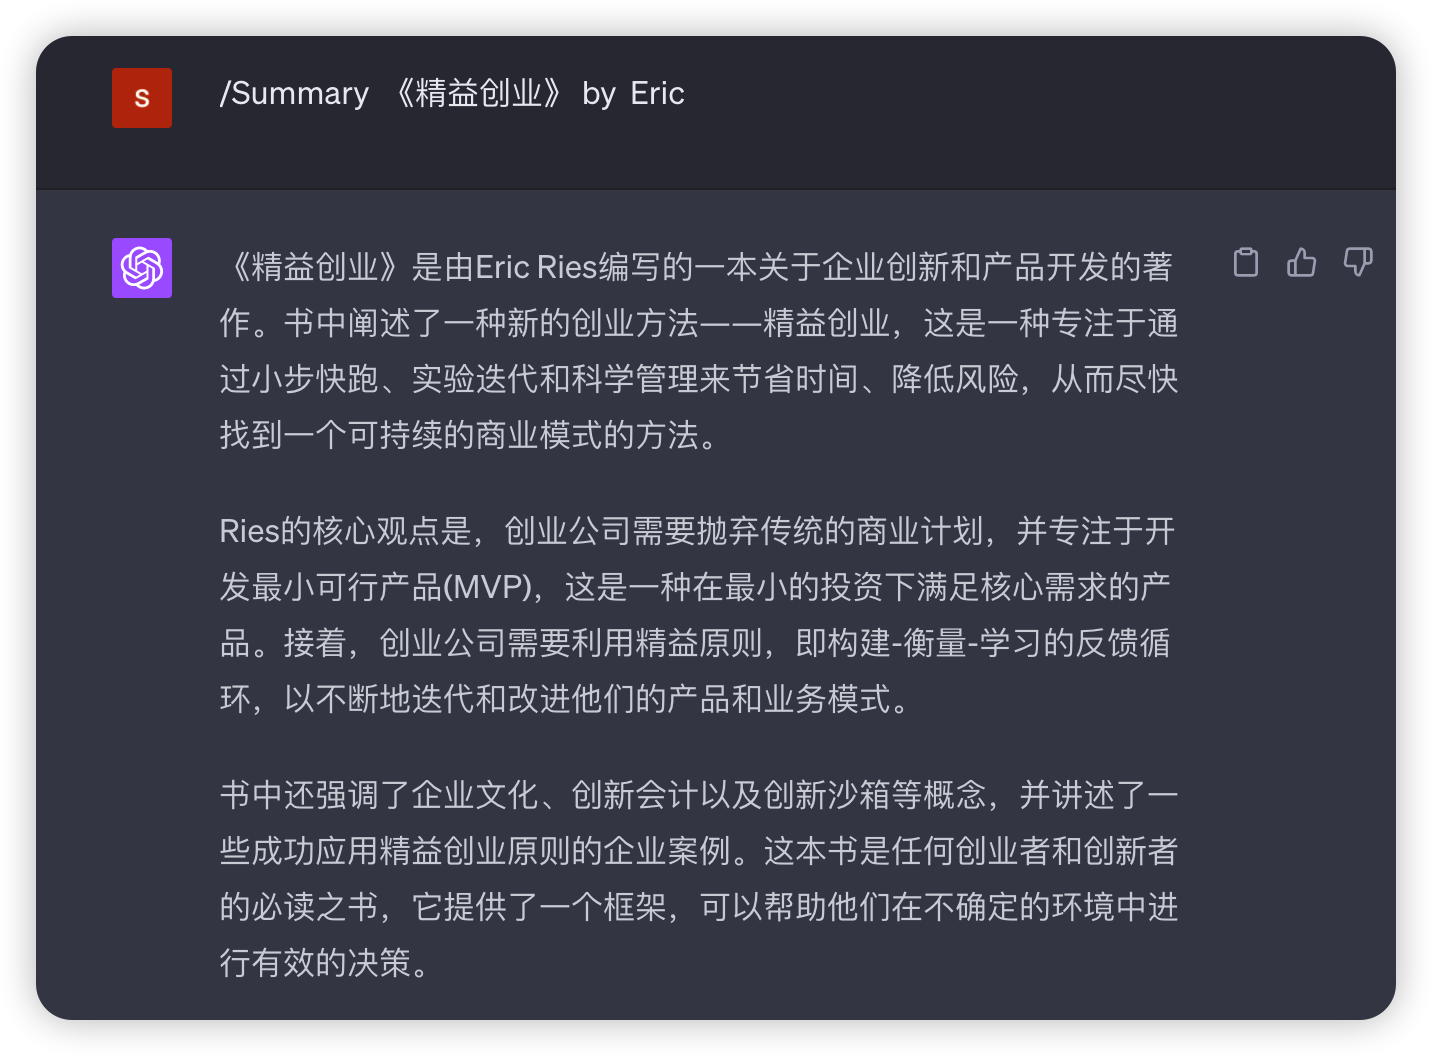 S
/Summary 《精益创业》 by Eric
《精益创业》是由Eric Ries编写的一本关于企业创新和产品开发的著
作。书中阐述了一种新的创业方法——精益创业，这是一种专注于通
过小步快跑、实验迭代和科学管理来节省时间、降低风险，从而尽快
找到一个可持续的商业模式的方法。
Ries的核心观点是，创业公司需要抛弃传统的商业计划，并专注于开
发最小可行产品(MVP)，这是一种在最小的投资下满足核心需求的产
品。接着，创业公司需要利用精益原则，即构建-衡量-学习的反馈循
环，以不断地迭代和改进他们的产品和业务模式。
书中还强调了企业文化、创新会计以及创新沙箱等概念，并讲述了一
些成功应用精益创业原则的企业案例。这本书是任何创业者和创新者
的必读之书，它提供了一个框架，可以帮助他们在不确定的环境中进
行有效的决策。